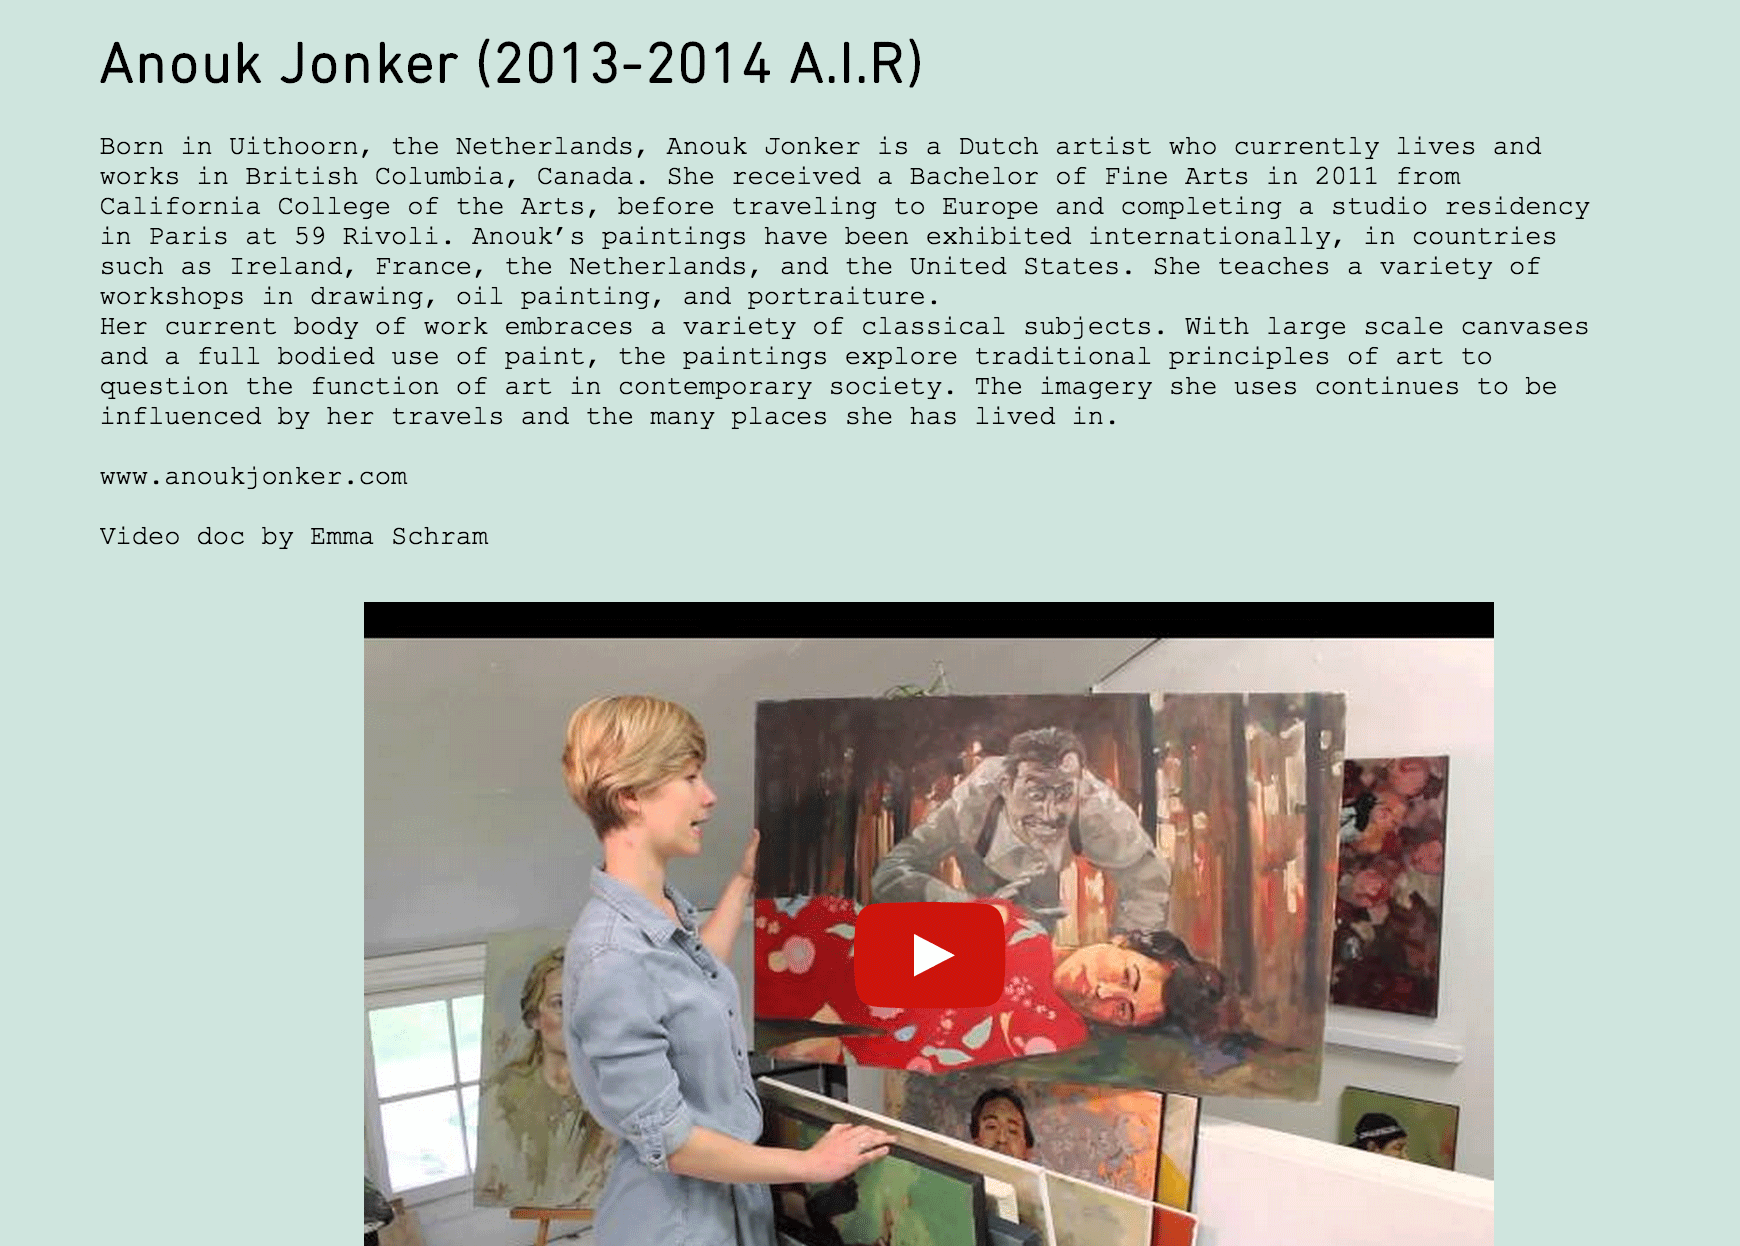 Anouk Jonker (2013-2014 A.I.R)
Born in Uithoorn, the Netherlands, Anouk Jonker is a Dutch artist who currently lives and
works in British Columbia, Canada. She received a Bachelor of Fine Arts in 2011 from
California College of the Arts, before traveling to Europe and completing a studio residency
in Paris at 59 Rivoli. Anouk’s paintings have been exhibited internationally, in countries
such as Ireland, France, the Netherlands, and the United States. She teaches a variety of
workshops in drawing, oil painting, and portraiture.
Her current body of work embraces a variety of classical subjects. With large scale canvases
and a full bodied use of paint, the paintings explore traditional principles of art to
question the function of art in contemporary society. The imagery she uses continues to be
influenced by her travels and the many places she has lived in.
www.anoukjonker.com
Video doc by Emma Schram